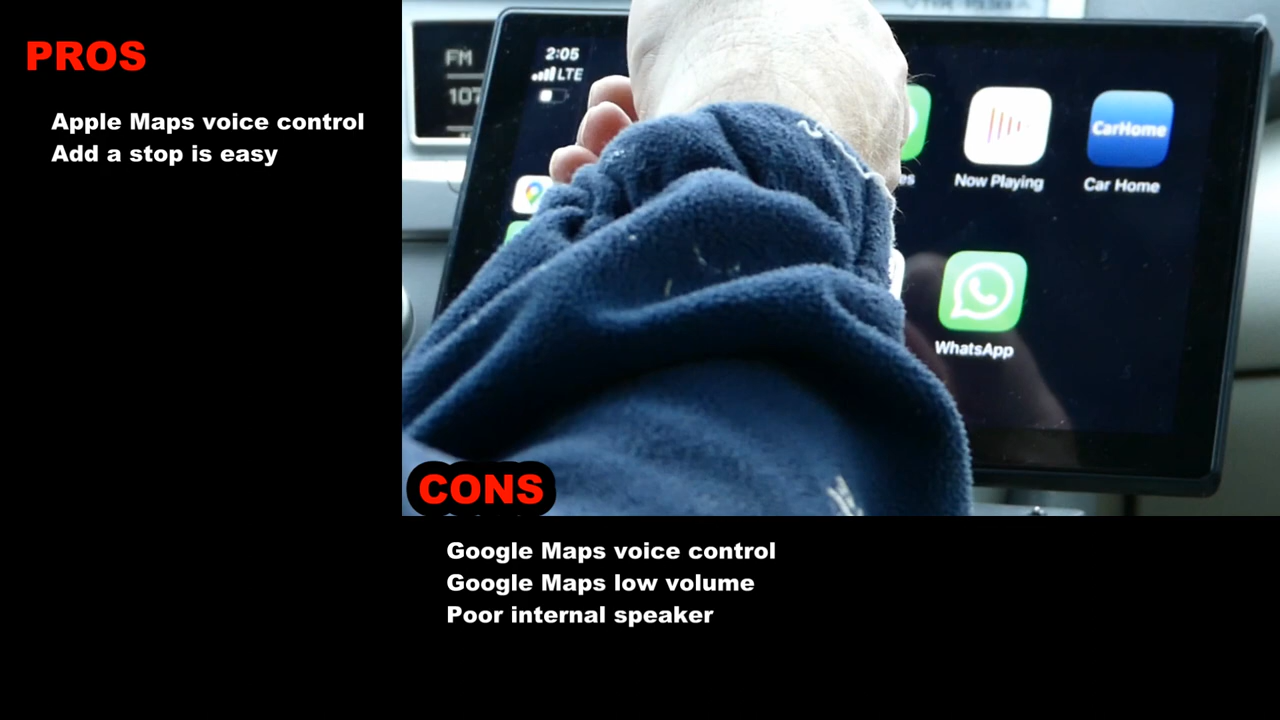 PROS
Apple Maps voice control
Add a stop is easy
FM
107
2:05
LTE
CarHome
Now Playing
Car Home
WhatsApp
CONS
Google Maps voice control
Google Maps low volume
Poor internal speaker